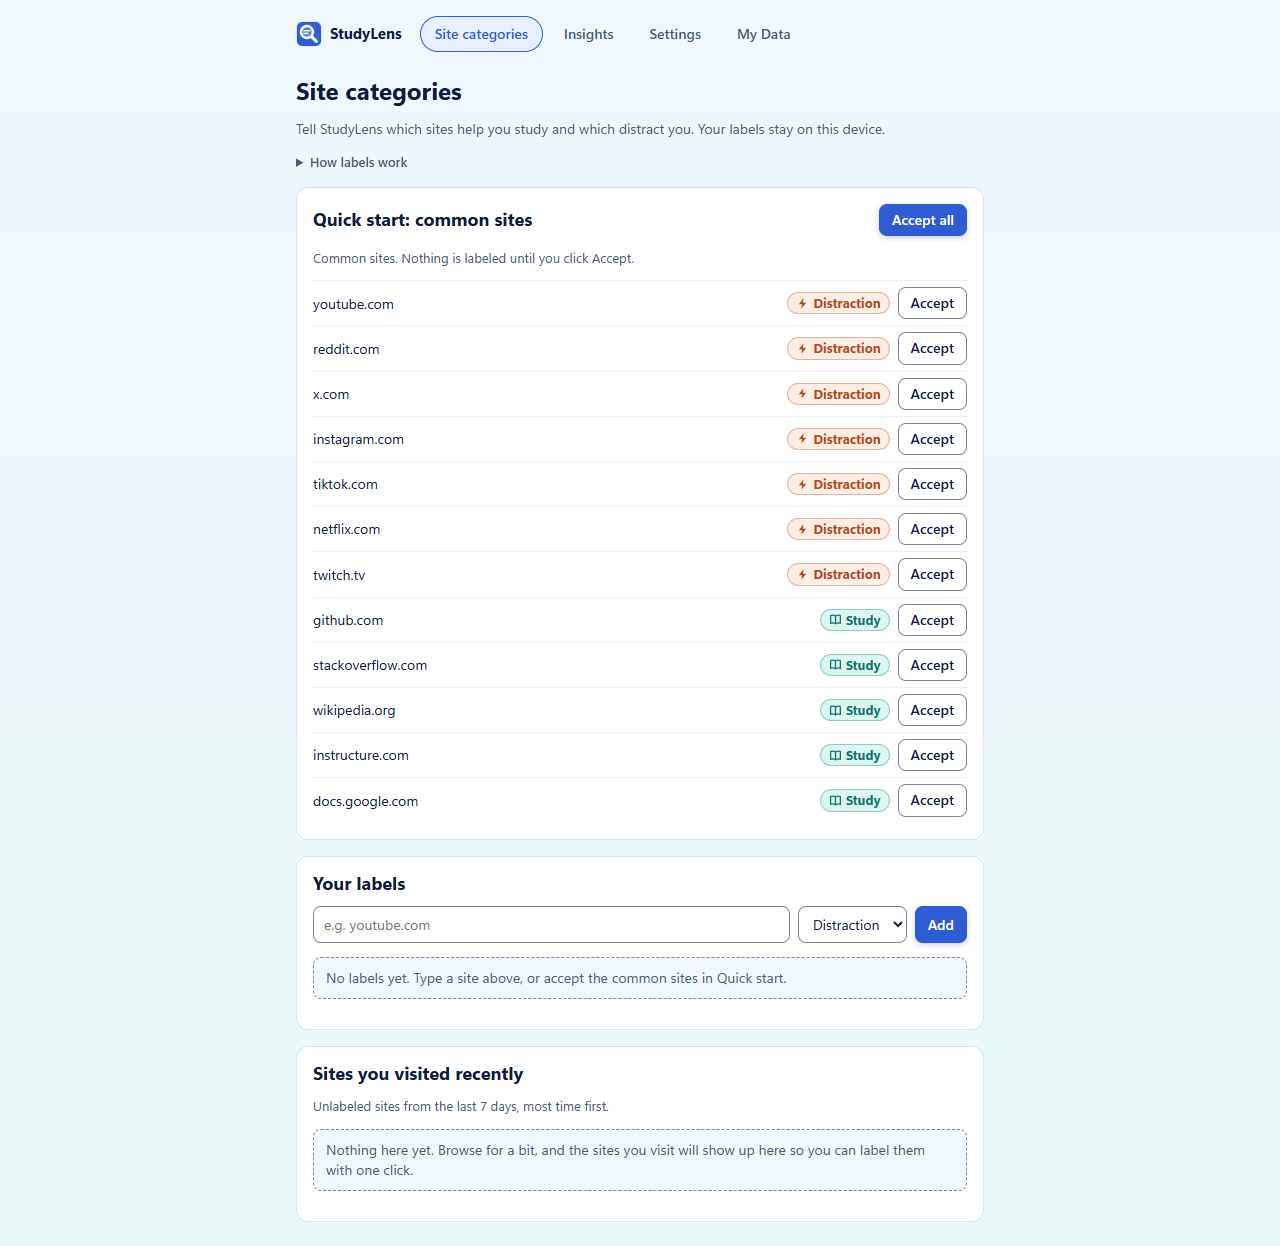 StudyLens Site categories Insights Settings My Data
Site categories
Tell StudyLens which sites help you study and which distract you. Your labels stay on this device.
How labels work
Quick start: common sites Accept all
Common sites. Nothing is labeled until you click Accept.
youtube.com Distraction Accept
reddit.com Distraction Accept
x.com Distraction Accept
instagram.com Distraction Accept
tiktok.com Distraction Accept
netflix.com Distraction Accept
twitch.tv Distraction Accept
github.com Study Accept
stackoverflow.com Study Accept
wikipedia.org Study Accept
instructure.com Study Accept
docs.google.com Study Accept
Your labels
e.g. youtube.com Distraction Add
No labels yet. Type a site above, or accept the common sites in Quick start.
Sites you visited recently
Unlabeled sites from the last 7 days, most time first.
Nothing here yet. Browse for a bit, and the sites you visit will show up here so you can label them
with one click.